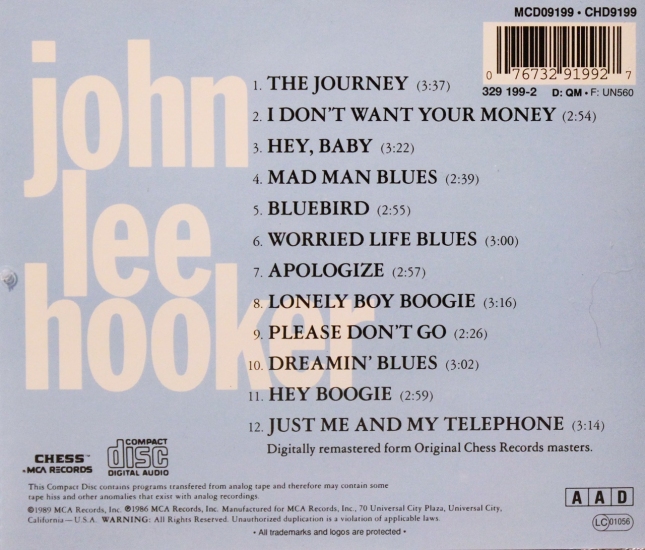 MCD09199 • CHD9199
0 76732 91992 7
329 199-2 D: QM • F: UN560
john
lee
hooker
1. THE JOURNEY (3:37)
2. I DON'T WANT YOUR MONEY (2:54)
3. HEY, BABY (3:22)
4. MAD MAN BLUES (2:39)
5. BLUEBIRD (2:55)
6. WORRIED LIFE BLUES (3:00)
7. APOLOGIZE (2:57)
8. LONELY BOY BOOGIE (3:16)
9. PLEASE DON'T GO (2:26)
10. DREAMIN' BLUES (3:02)
11. HEY BOOGIE (2:59)
12. JUST ME AND MY TELEPHONE (3:14)
Digitally remastered form Original Chess Records masters.
CHESS™
MCA RECORDS
COMPACT
disc
DIGITAL AUDIO
This Compact Disc contains programs transfered from analog tape and therefore may contain some
tape hiss and other anomalies that exist with analog recordings.
©1989 MCA Records, Inc. ℗1986 MCA Records, Inc. Manufactured for MCA Records, Inc., 70 Universal City Plaza, Universal City,
California—U.S.A. WARNING: All Rights Reserved. Unauthorized duplication is a violation of applicable laws.
• All trademarks and logos are protected •
A A D
LC 01056